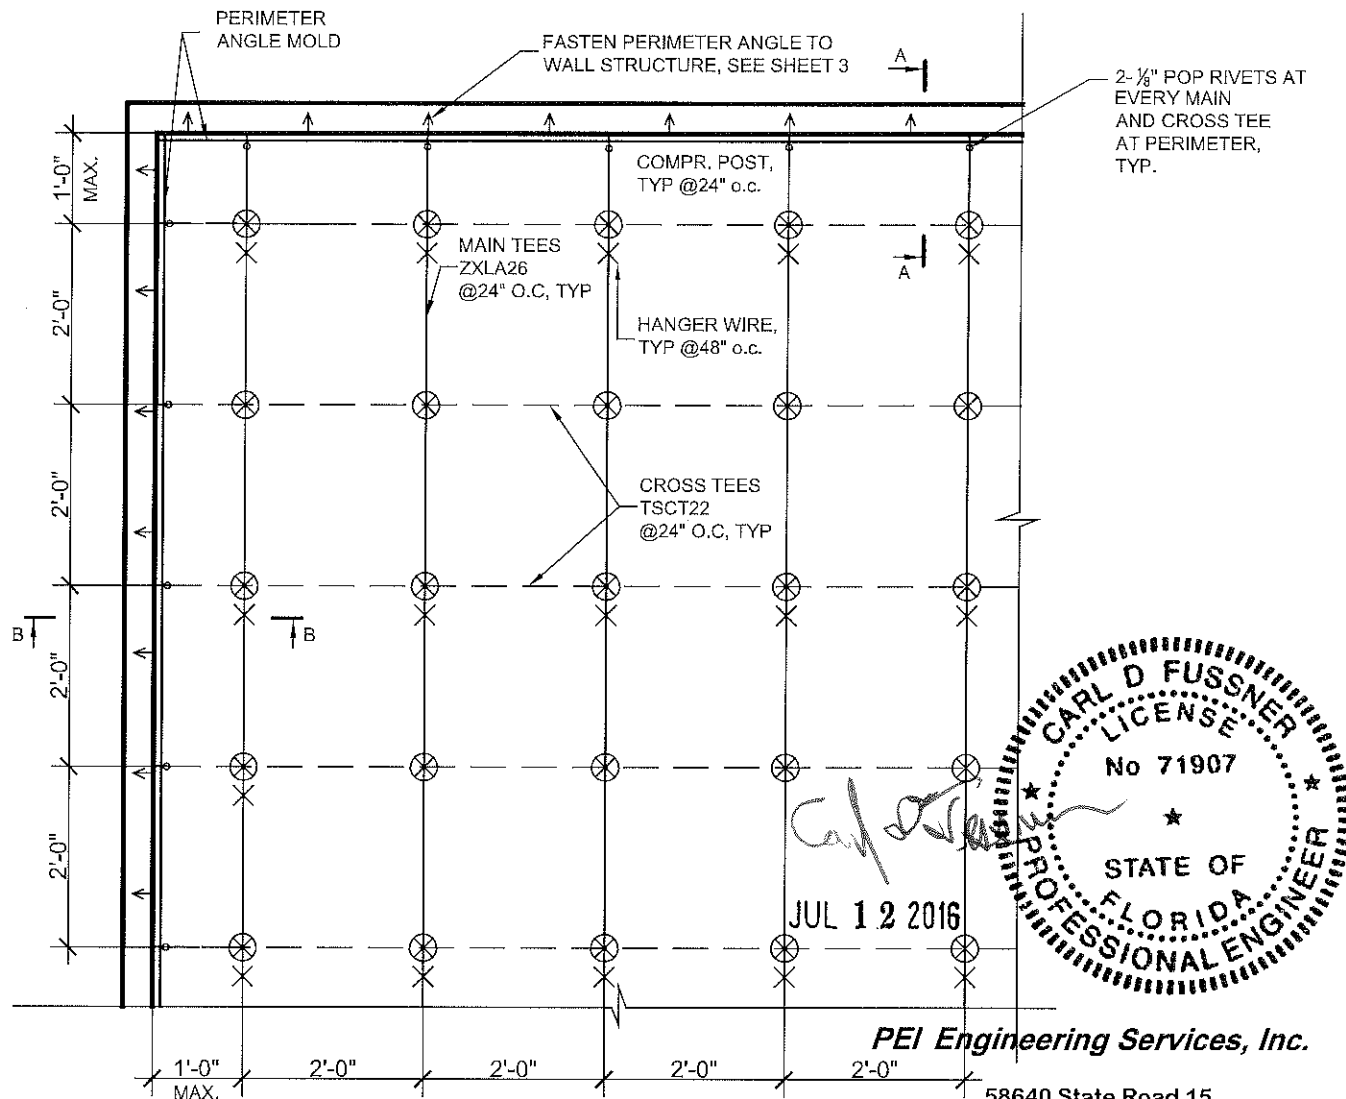 PERIMETER
ANGLE MOLD
FASTEN PERIMETER ANGLE TO
WALL STRUCTURE, SEE SHEET 3
A
2-⅛" POP RIVETS AT
EVERY MAIN
AND CROSS TEE
AT PERIMETER,
TYP.
1'-0"
MAX.
COMPR. POST,
TYP @24" o.c.
MAIN TEES
ZXLA26
@24" O.C, TYP
A
2'-0"
HANGER WIRE,
TYP @48" o.c.
2'-0"
CROSS TEES
TSCT22
@24" O.C, TYP
B
B
2'-0"
2'-0"
CARL D FUSSNER
LICENSE
No 71907
STATE OF
FLORIDA
PROFESSIONAL ENGINEER
JUL 12 2016
PEI Engineering Services, Inc.
1'-0"
MAX.
2'-0"
2'-0"
2'-0"
2'-0"
58640 State Road 15